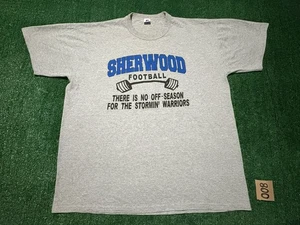 SHERWOOD
FOOTBALL
THERE IS NO OFF-SEASON
FOR THE STORMIN' WARRIORS
008